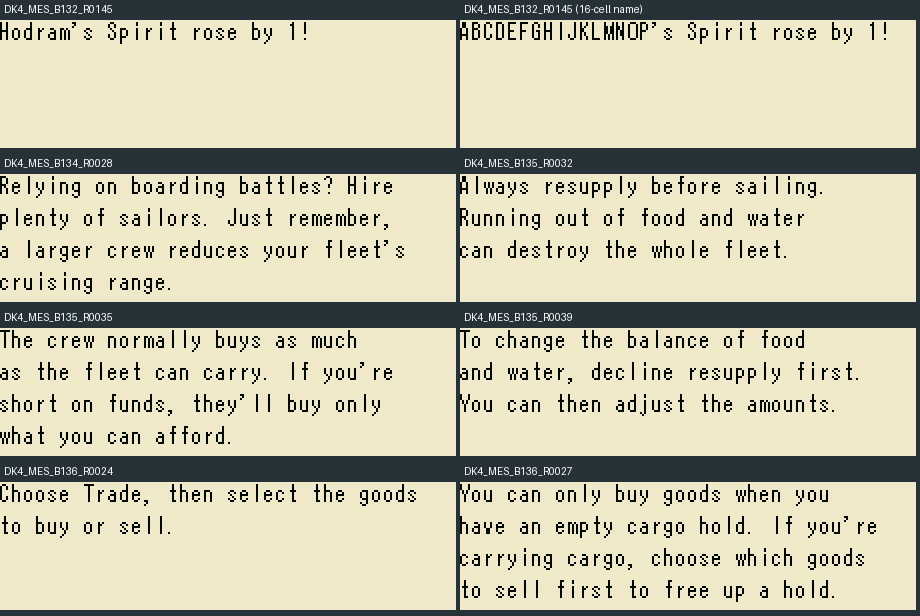 DK4_MES_B132_R0145
Hodram's Spirit rose by 1!
DK4_MES_B132_R0145 (16-cell name)
ABCDEFGHIJKLMNOP's Spirit rose by 1!
DK4_MES_B134_R0028
Relying on boarding battles? Hire
plenty of sailors. Just remember,
a larger crew reduces your fleet's
cruising range.
DK4_MES_B135_R0032
Always resupply before sailing.
Running out of food and water
can destroy the whole fleet.
DK4_MES_B135_R0035
The crew normally buys as much
as the fleet can carry. If you're
short on funds, they'll buy only
what you can afford.
DK4_MES_B135_R0039
To change the balance of food
and water, decline resupply first.
You can then adjust the amounts.
DK4_MES_B136_R0024
Choose Trade, then select the goods
to buy or sell.
DK4_MES_B136_R0027
You can only buy goods when you
have an empty cargo hold. If you're
carrying cargo, choose which goods
to sell first to free up a hold.